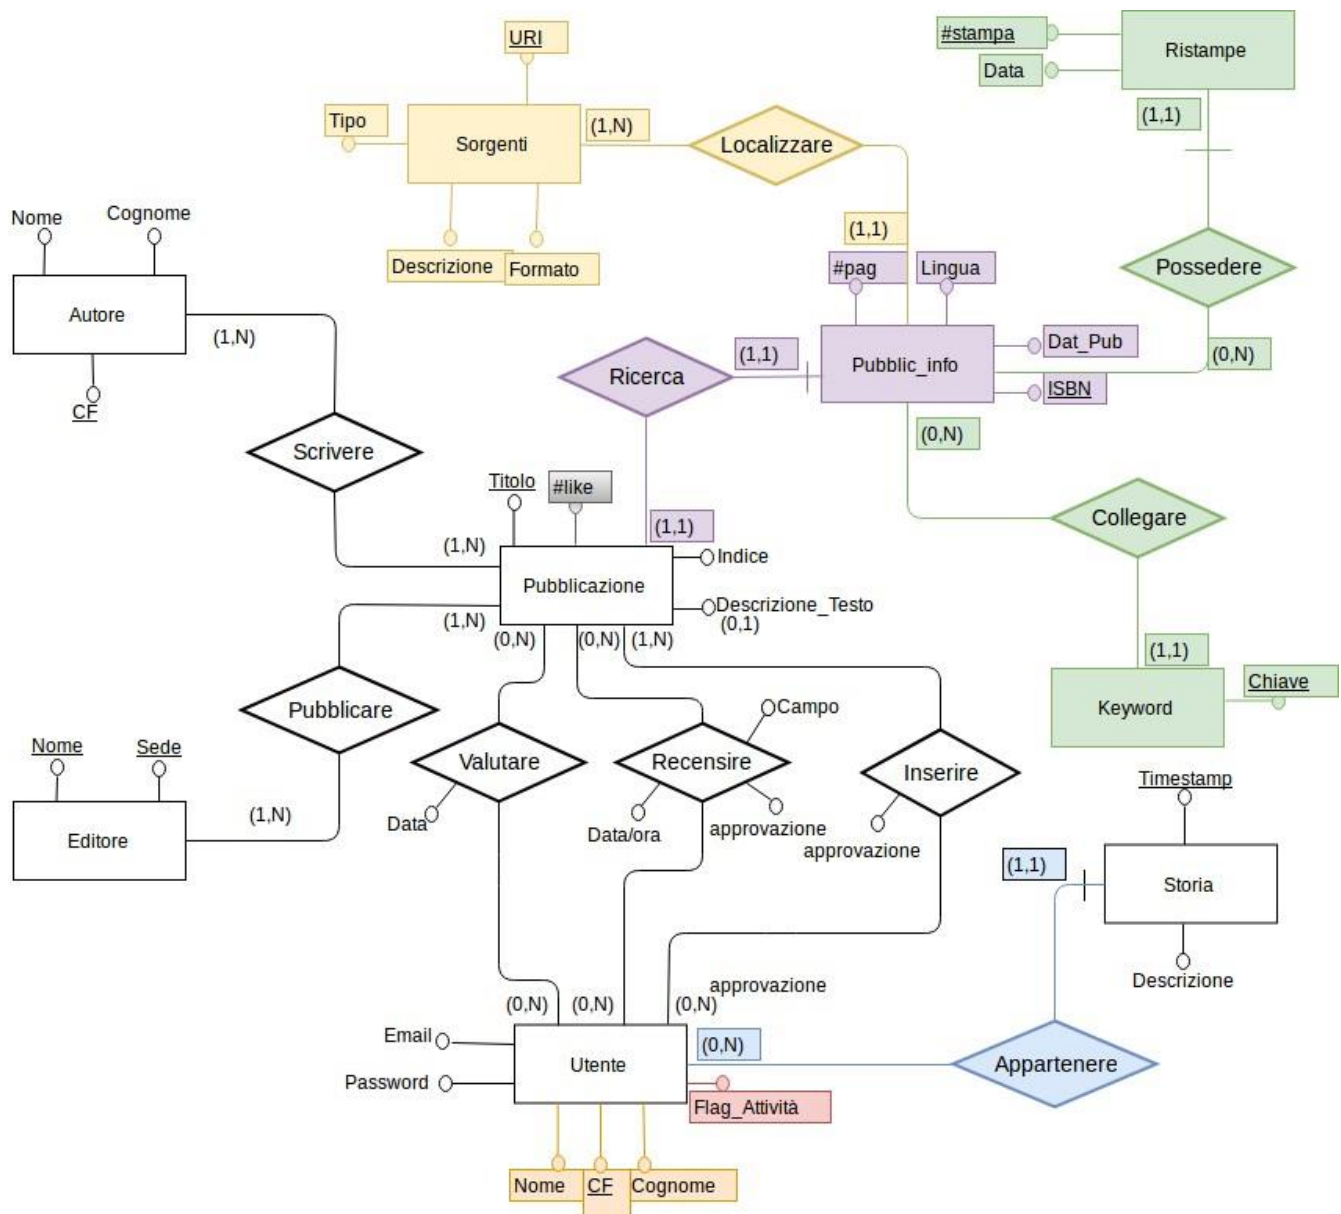 URI
#stampa
Ristampe
Data
Tipo
(1,N)
(1,1)
Sorgenti
Localizzare
Nome
Cognome
(1,1)
Descrizione
Formato
#pag
Lingua
Possedere
Autore
(1,N)
(1,1)
Dat_Pub
(0,N)
Ricerca
Pubblic_info
ISBN
CF
(0,N)
Scrivere
Titolo
#like
Collegare
(1,N)
(1,1)
Indice
Pubblicazione
Descrizione_Testo
(0,1)
(1,N)
(0,N)
(0,N)
(1,N)
(1,1)
Chiave
Pubblicare
Campo
Keyword
Nome
Sede
Valutare
Recensire
Inserire
Timestamp
(1,N)
Data
Data/ora
approvazione
approvazione
Editore
(1,1)
Storia
approvazione
Descrizione
(0,N)
(0,N)
(0,N)
Email
(0,N)
Utente
Appartenere
Password
Flag_Attività
Nome
CF
Cognome